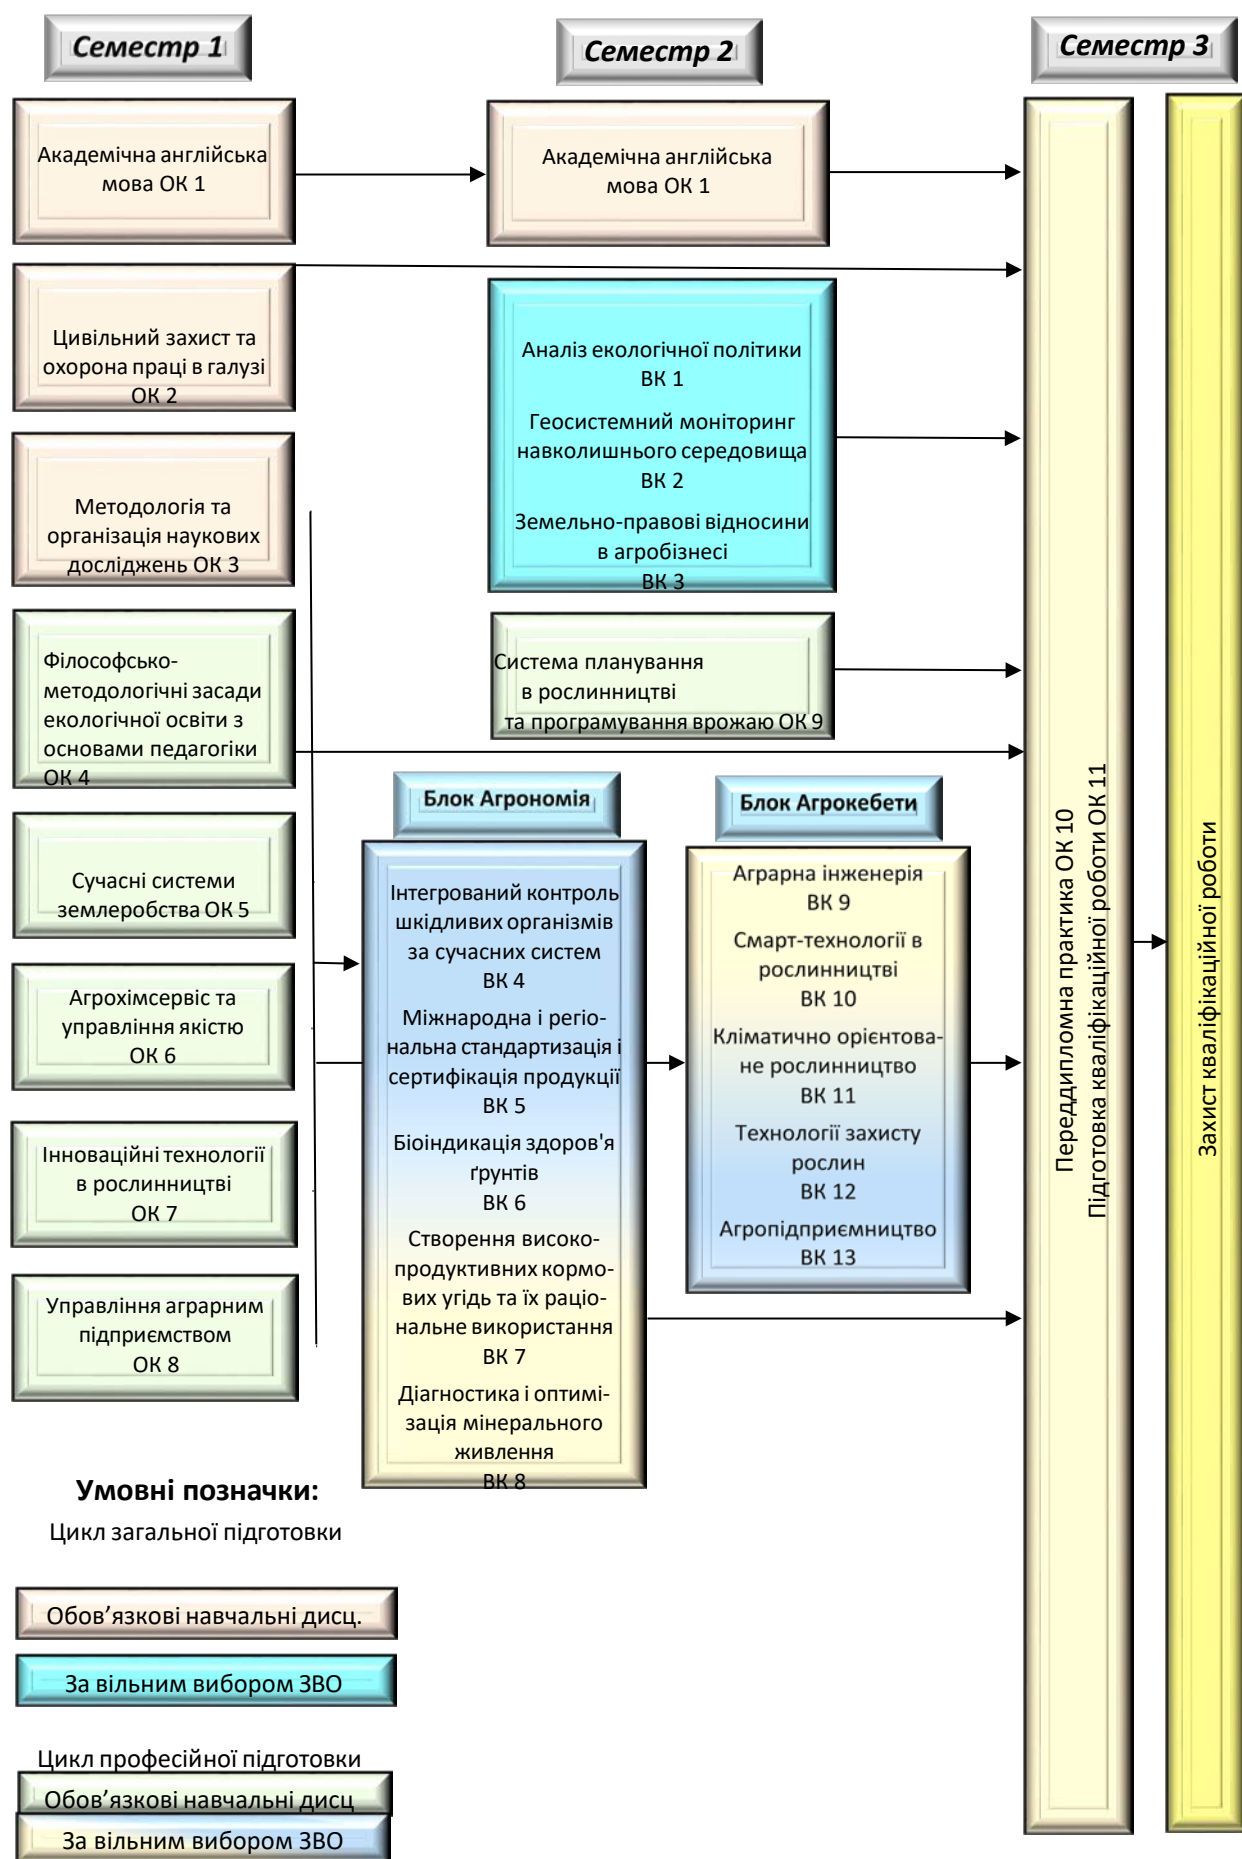 Семестр 1
Семестр 2
Семестр 3
Академічна англійська
мова ОК 1
Академічна англійська
мова ОК 1
Цивільний захист та
охорона праці в галузі
ОК 2
Аналіз екологічної політики
ВК 1
Геосистемний моніторинг
навколишнього середовища
ВК 2
Земельно-правові відносини
в агробізнесі
ВК 3
Методологія та
організація наукових
досліджень ОК 3
Філософсько-
методологічні засади
екологічної освіти з
основами педагогіки
ОК 4
Система планування
в рослинництві
та програмування врожаю ОК 9
Сучасні системи
землеробства ОК 5
Агрохімсервіс та
управління якістю
ОК 6
Інноваційні технології
в рослинництві
ОК 7
Управління аграрним
підприємством
ОК 8
Блок Агрономія
Інтегрований контроль
шкідливих організмів
за сучасних систем
ВК 4
Міжнародна і регіо-
нальна стандартизація і
сертифікація продукції
ВК 5
Біоіндикація здоров'я
ґрунтів
ВК 6
Створення високо-
продуктивних кормо-
вих угідь та їх раціо-
нальне використання
ВК 7
Діагностика і оптимі-
зація мінерального
живлення
ВК 8
Блок Агрокебети
Аграрна інженерія
ВК 9
Смарт-технології в
рослинництві
ВК 10
Кліматично орієнтова-
не рослинництво
ВК 11
Технології захисту
рослин
ВК 12
Агропідприємництво
ВК 13
Переддипломна практика ОК 10
Підготовка кваліфікаційної роботи ОК 11
Захист кваліфікаційної роботи
Умовні позначки:
Цикл загальної підготовки
Обов’язкові навчальні дисц.
За вільним вибором ЗВО
Цикл професійної підготовки
Обов’язкові навчальні дисц
За вільним вибором ЗВО